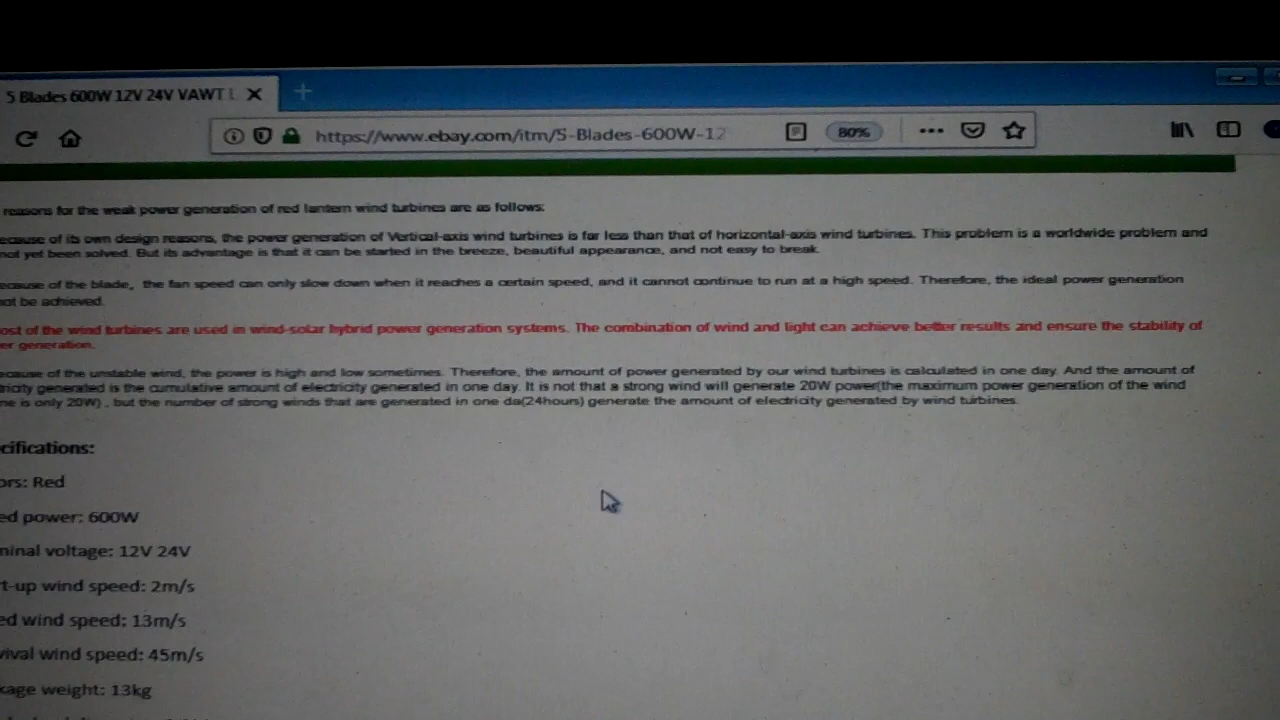 5 Blades 600W 12V 24V VAWT L
https://www.ebay.com/itm/5-Blades-600W-12
80%
reasons for the weak power generation of red lantern wind turbines are as follows:
ecause of its own design reasons, the power generation of Vertical-axis wind turbines is far less than that of horizontal-axis wind turbines. This problem is a worldwide problem and
not yet been solved. But its advantage is that it can be started in the breeze, beautiful appearance, and not easy to break.
ecause of the blade, the fan speed can only slow down when it reaches a certain speed, and it cannot continue to run at a high speed. Therefore, the ideal power generation
not be achieved.
ost of the wind turbines are used in wind-solar hybrid power generation systems. The combination of wind and light can achieve better results and ensure the stability of
er generation.
ecause of the unstable wind, the power is high and low sometimes. Therefore, the amount of power generated by our wind turbines is calculated in one day. And the amount of
tricity generated is the cumulative amount of electricity generated in one day. It is not that a strong wind will generate 20W power(the maximum power generation of the wind
ne is only 20W) , but the number of strong winds that are generated in one da(24hours) generate the amount of electricity generated by wind turbines.
cifications:
ors: Red
ed power: 600W
minal voltage: 12V 24V
rt-up wind speed: 2m/s
ed wind speed: 13m/s
vival wind speed: 45m/s
kage weight: 13kg